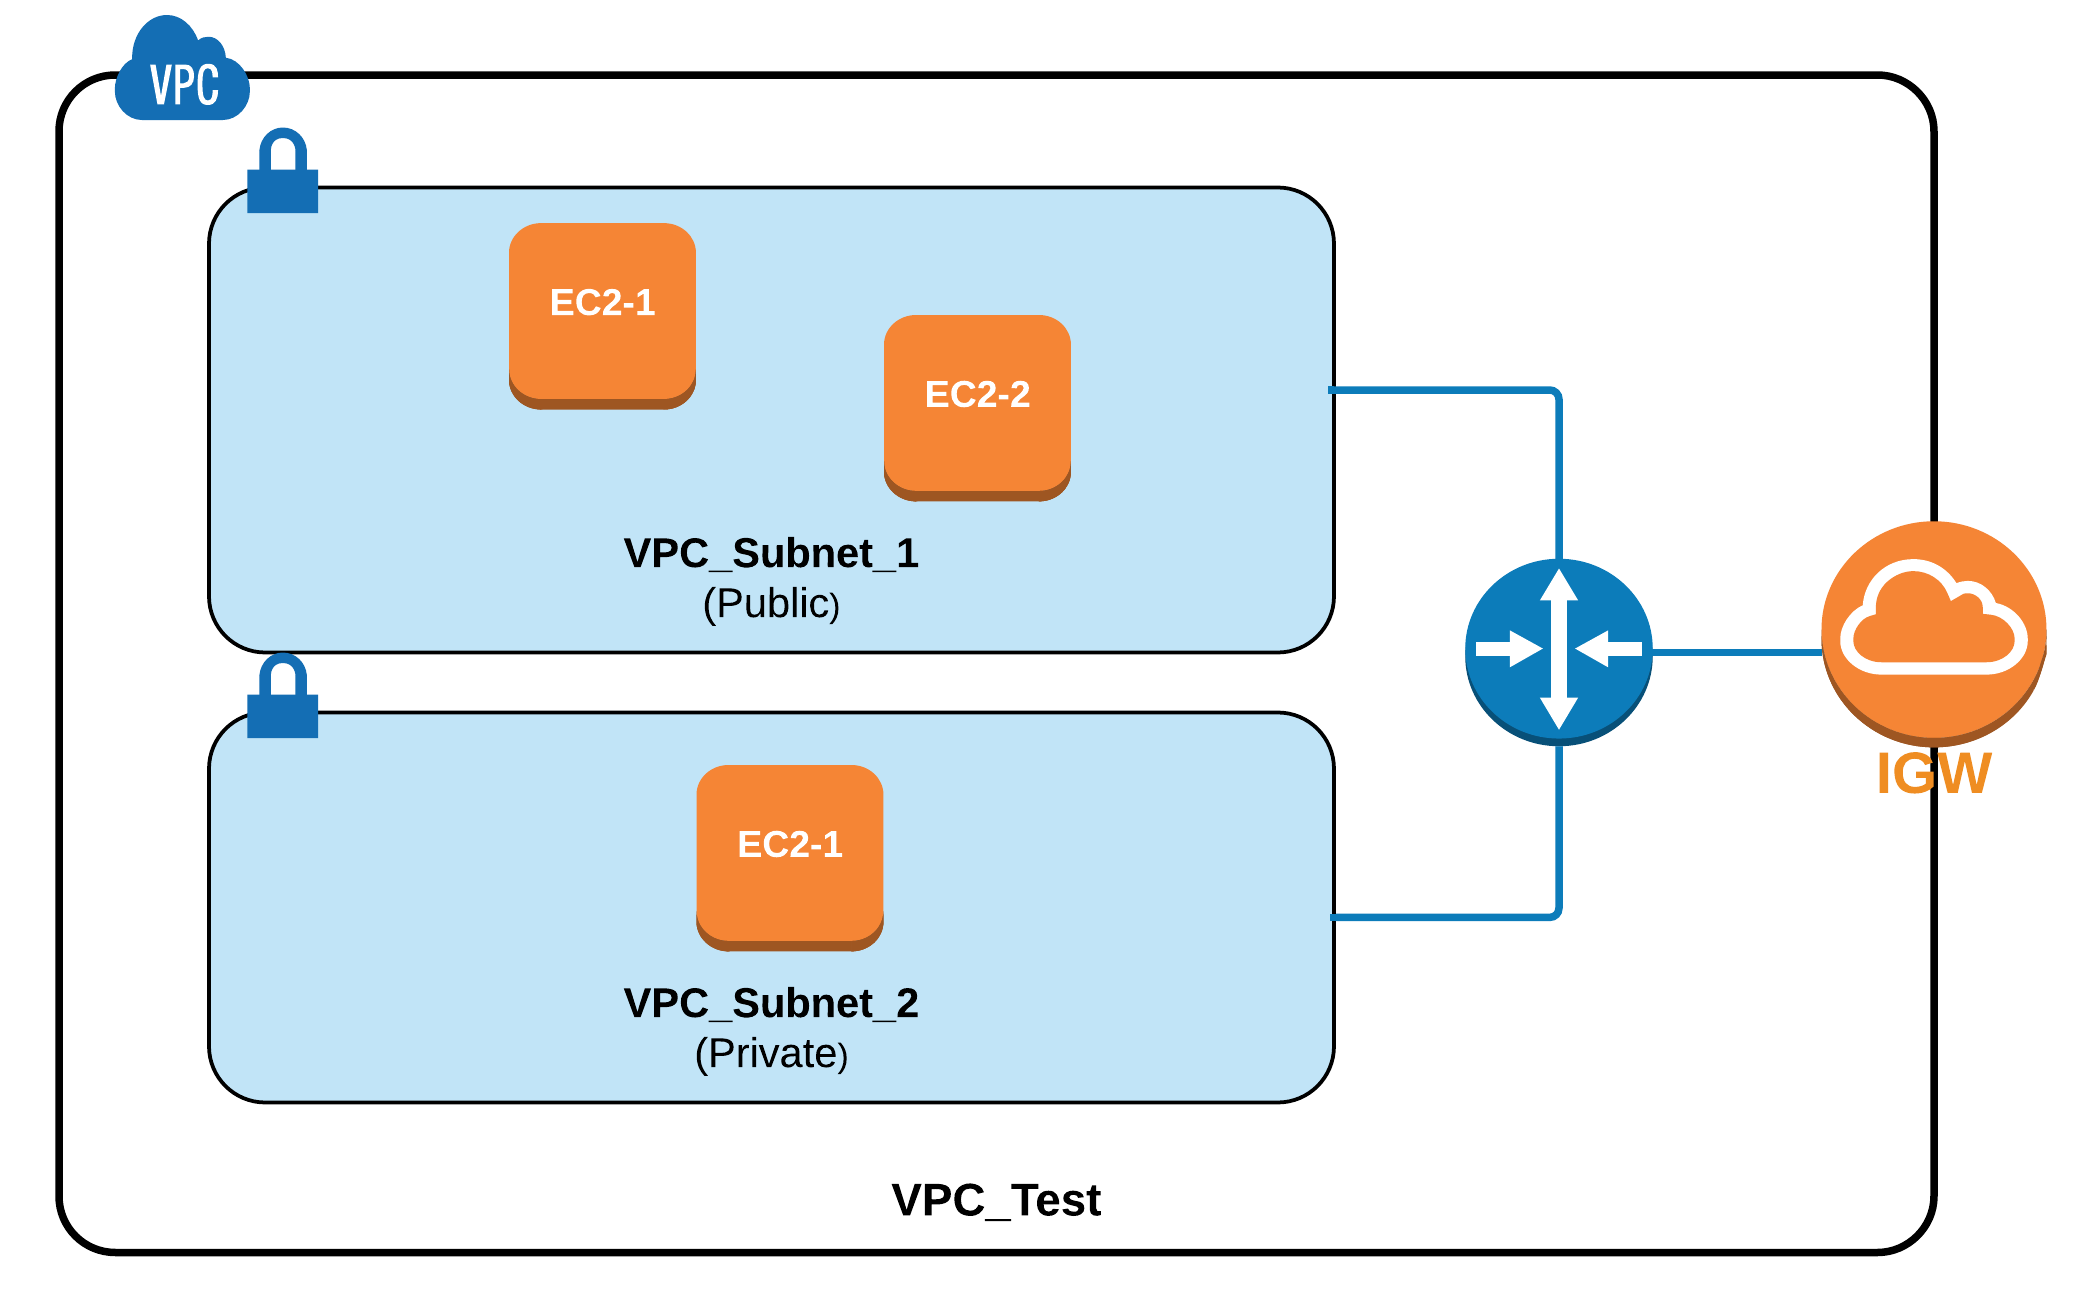 VPC
EC2-1
EC2-2
VPC_Subnet_1
(Public)
IGW
EC2-1
VPC_Subnet_2
(Private)
VPC_Test